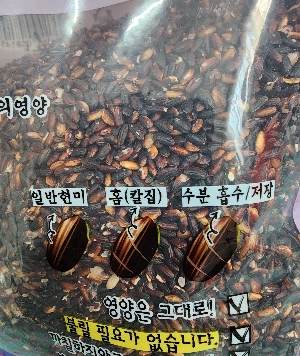 의영양
일반현미 홈(칼집) 수분 흡수/저장
영양은 그대로!
불릴 필요가 없습니다.